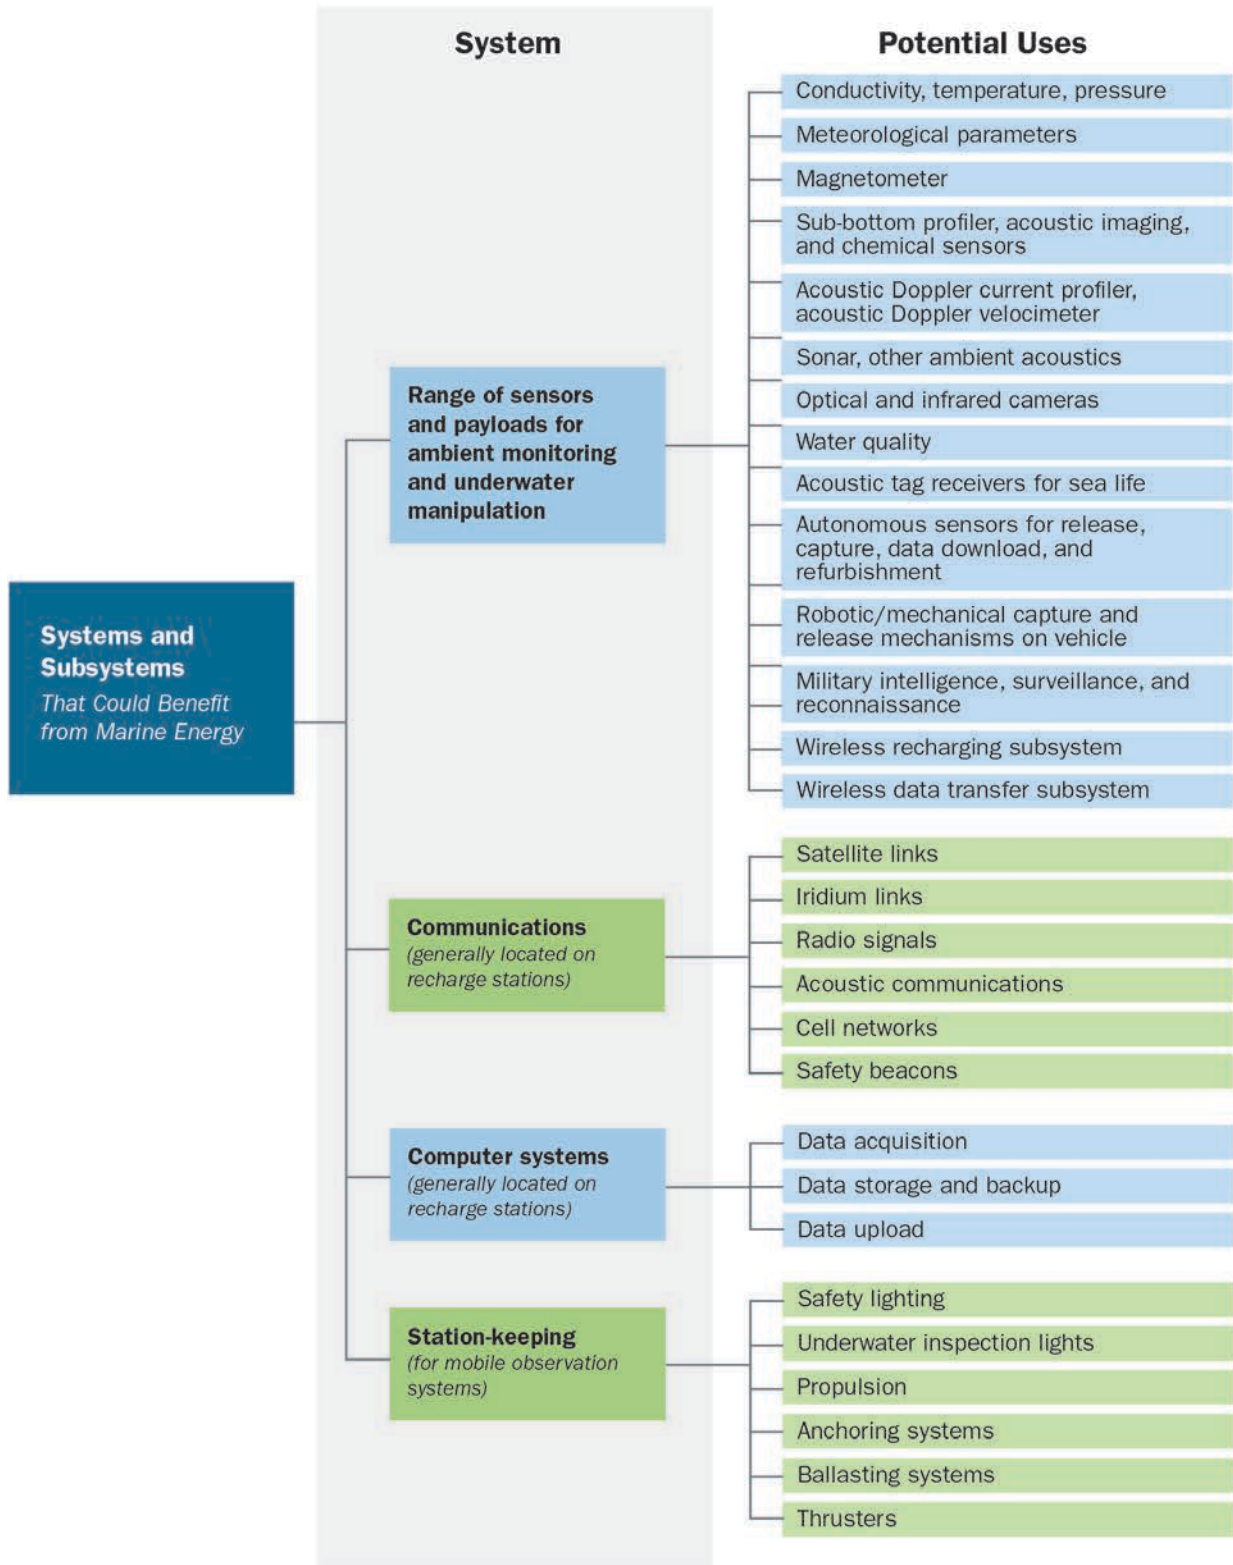 System
Potential Uses
Systems and
Subsystems
That Could Benefit
from Marine Energy
Range of sensors
and payloads for
ambient monitoring
and underwater
manipulation
Conductivity, temperature, pressure
Meteorological parameters
Magnetometer
Sub-bottom profiler, acoustic imaging,
and chemical sensors
Acoustic Doppler current profiler,
acoustic Doppler velocimeter
Sonar, other ambient acoustics
Optical and infrared cameras
Water quality
Acoustic tag receivers for sea life
Autonomous sensors for release,
capture, data download, and
refurbishment
Robotic/mechanical capture and
release mechanisms on vehicle
Military intelligence, surveillance, and
reconnaissance
Wireless recharging subsystem
Wireless data transfer subsystem
Communications
(generally located on
recharge stations)
Satellite links
Iridium links
Radio signals
Acoustic communications
Cell networks
Safety beacons
Computer systems
(generally located on
recharge stations)
Data acquisition
Data storage and backup
Data upload
Station-keeping
(for mobile observation
systems)
Safety lighting
Underwater inspection lights
Propulsion
Anchoring systems
Ballasting systems
Thrusters